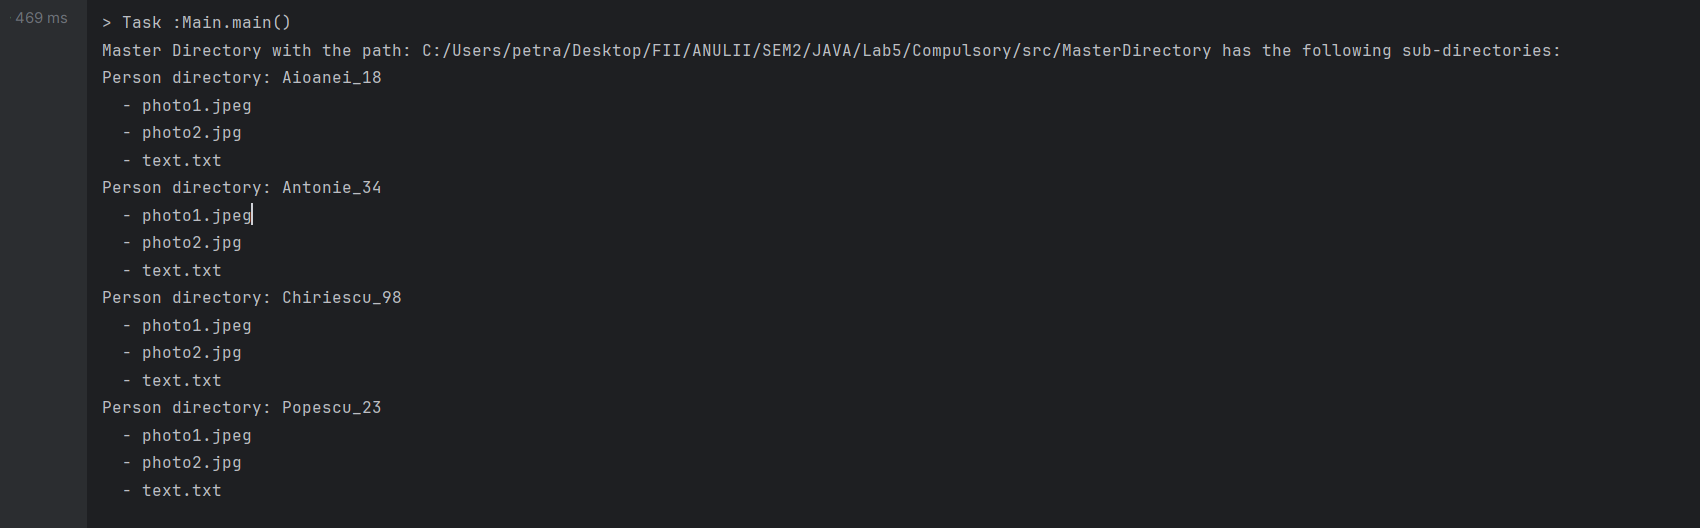 469 ms
> Task :Main.main()
Master Directory with the path: C:/Users/petra/Desktop/FII/ANULII/SEM2/JAVA/Lab5/Compulsory/src/MasterDirectory has the following sub-directories:
Person directory: Aioanei_18
- photo1.jpeg
- photo2.jpg
- text.txt
Person directory: Antonie_34
- photo1.jpeg
- photo2.jpg
- text.txt
Person directory: Chiriescu_98
- photo1.jpeg
- photo2.jpg
- text.txt
Person directory: Popescu_23
- photo1.jpeg
- photo2.jpg
- text.txt